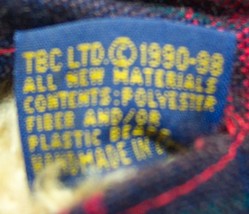 TBC LTD.© 1990-98
ALL NEW MATERIALS
CONTENTS: POLYESTER
FIBER AND/OR
PLASTIC BEADS
HANDMADE IN